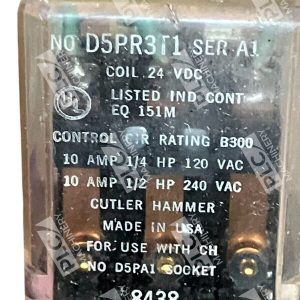 NO D5PR3T1 SER A1
COIL 24 VDC
UL
LISTED IND CONT
EQ 151M
CONTROL CIR RATING B300
10 AMP 1/4 HP 120 VAC
10 AMP 1/2 HP 240 VAC
CUTLER HAMMER
MADE IN USA
FOR USE WITH CH
NO D5PA1 SOCKET
8438